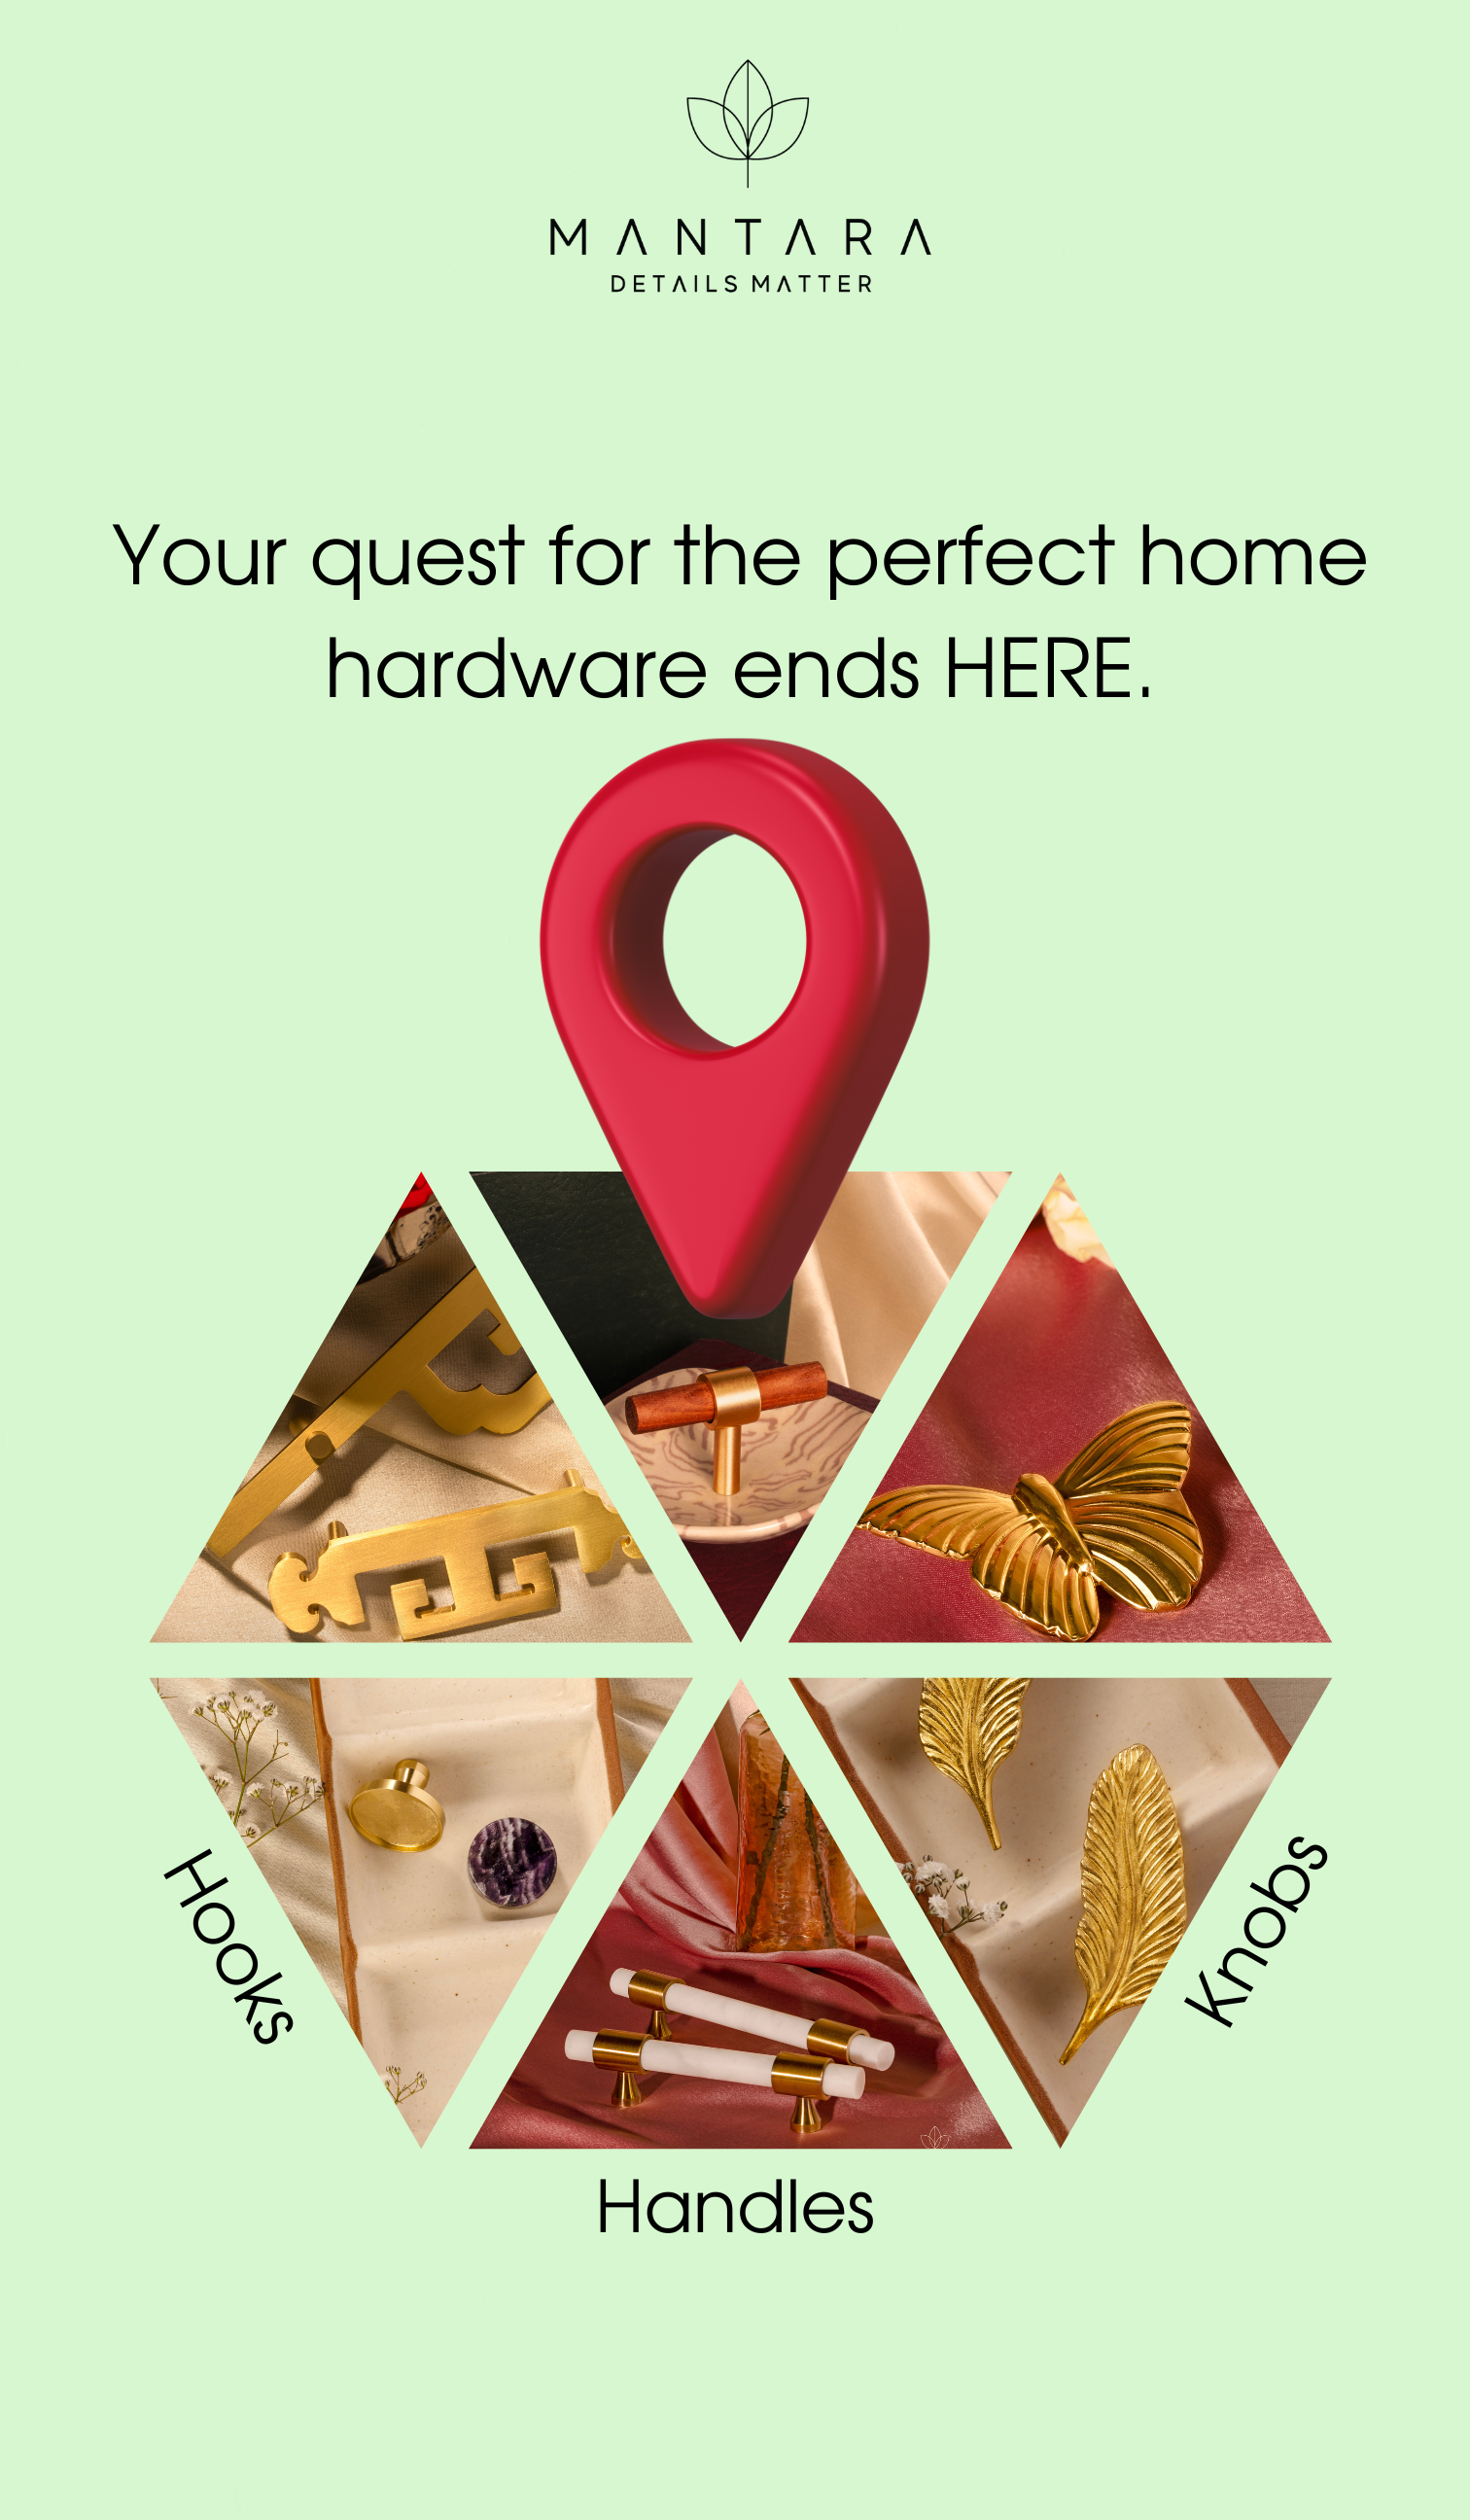 MANTARA
DETAILS MATTER
Your quest for the perfect home
hardware ends HERE.
Hooks
Knobs
Handles